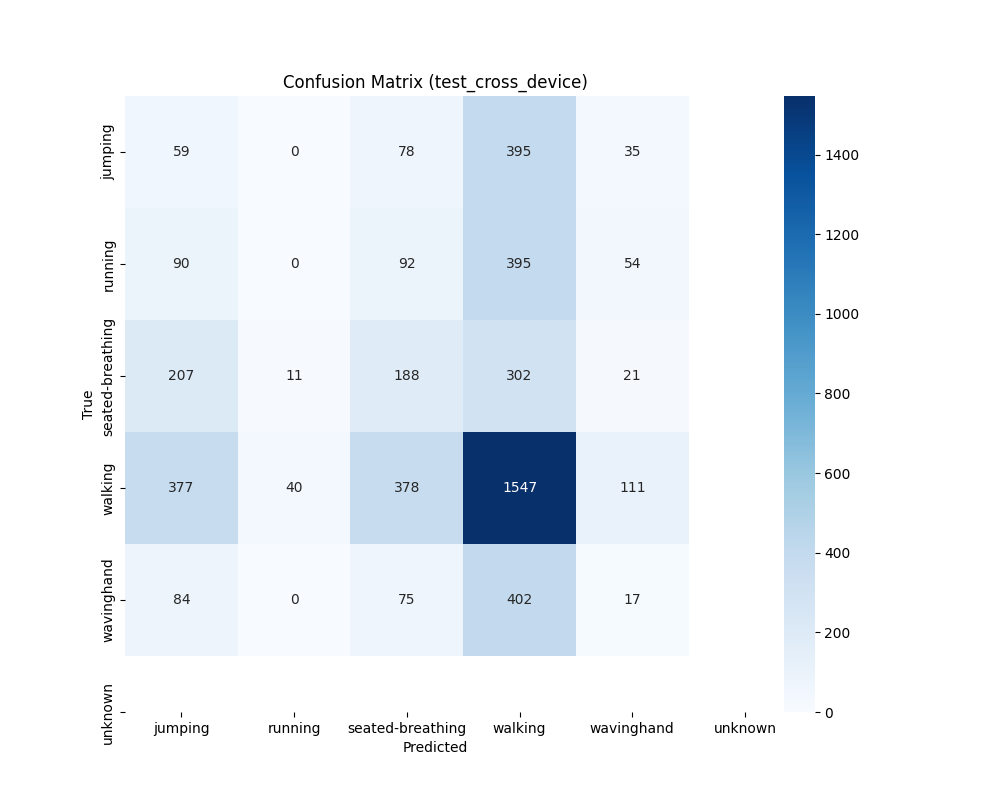 Confusion Matrix (test_cross_device)
True
jumping 59 0 78 395 35
running 90 0 92 395 54
seated-breathing 207 11 188 302 21
walking 377 40 378 1547 111
wavinghand 84 0 75 402 17
unknown
jumping running seated-breathing walking wavinghand unknown
Predicted
1400
1200
1000
800
600
400
200
0